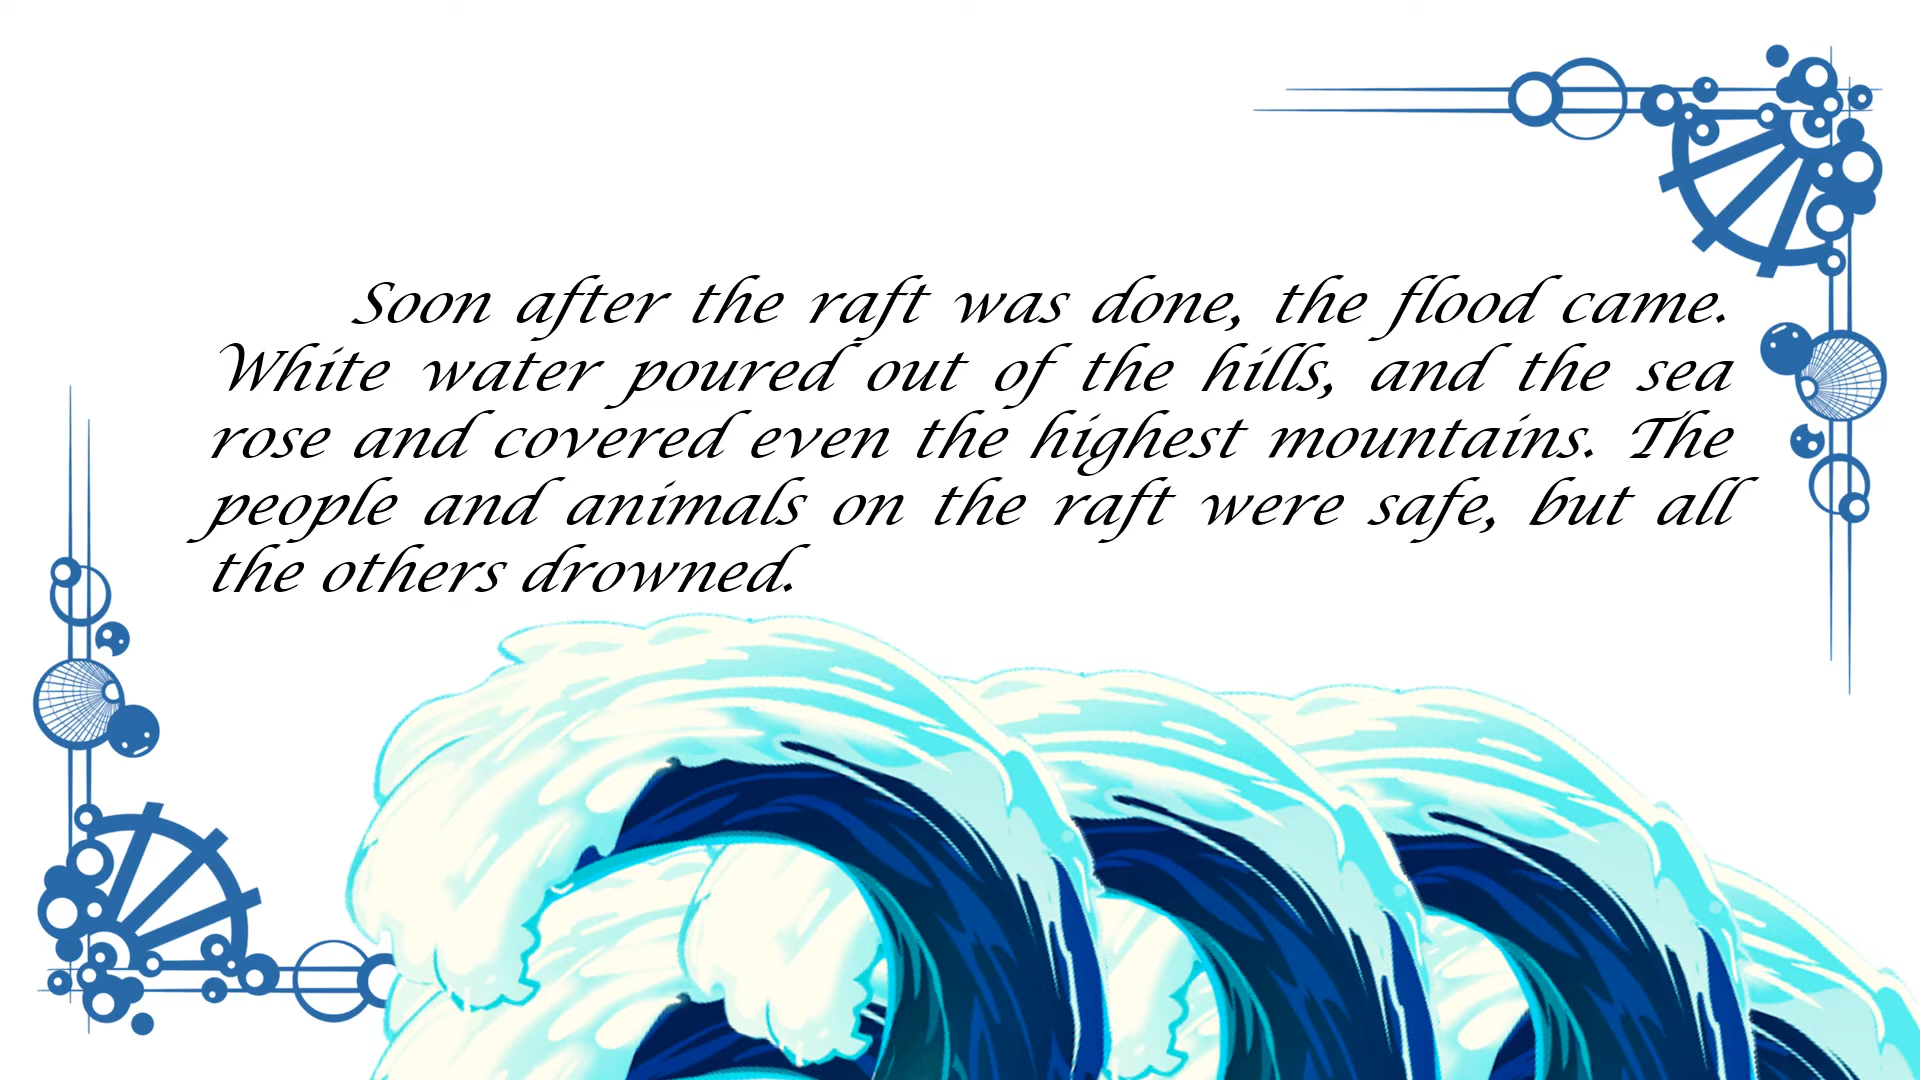 Soon after the raft was done, the flood came.
White water poured out of the hills, and the sea
rose and covered even the highest mountains. The
people and animals on the raft were safe, but all
the others drowned.